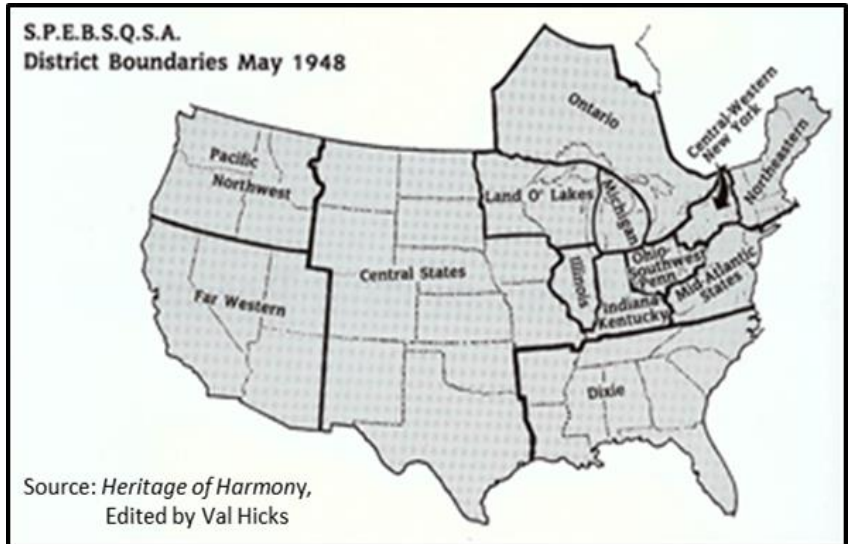 S.P.E.B.S.Q.S.A.
District Boundaries May 1948
Central-Western
New York
Ontario
Northeastern
Pacific
Northwest
Land O' Lakes
Michigan
Central States
Illinois
Ohio-
Southwest
Penn
Mid-Atlantic
States
Indiana
Kentucky
Far Western
Dixie
Source: Heritage of Harmony,
Edited by Val Hicks